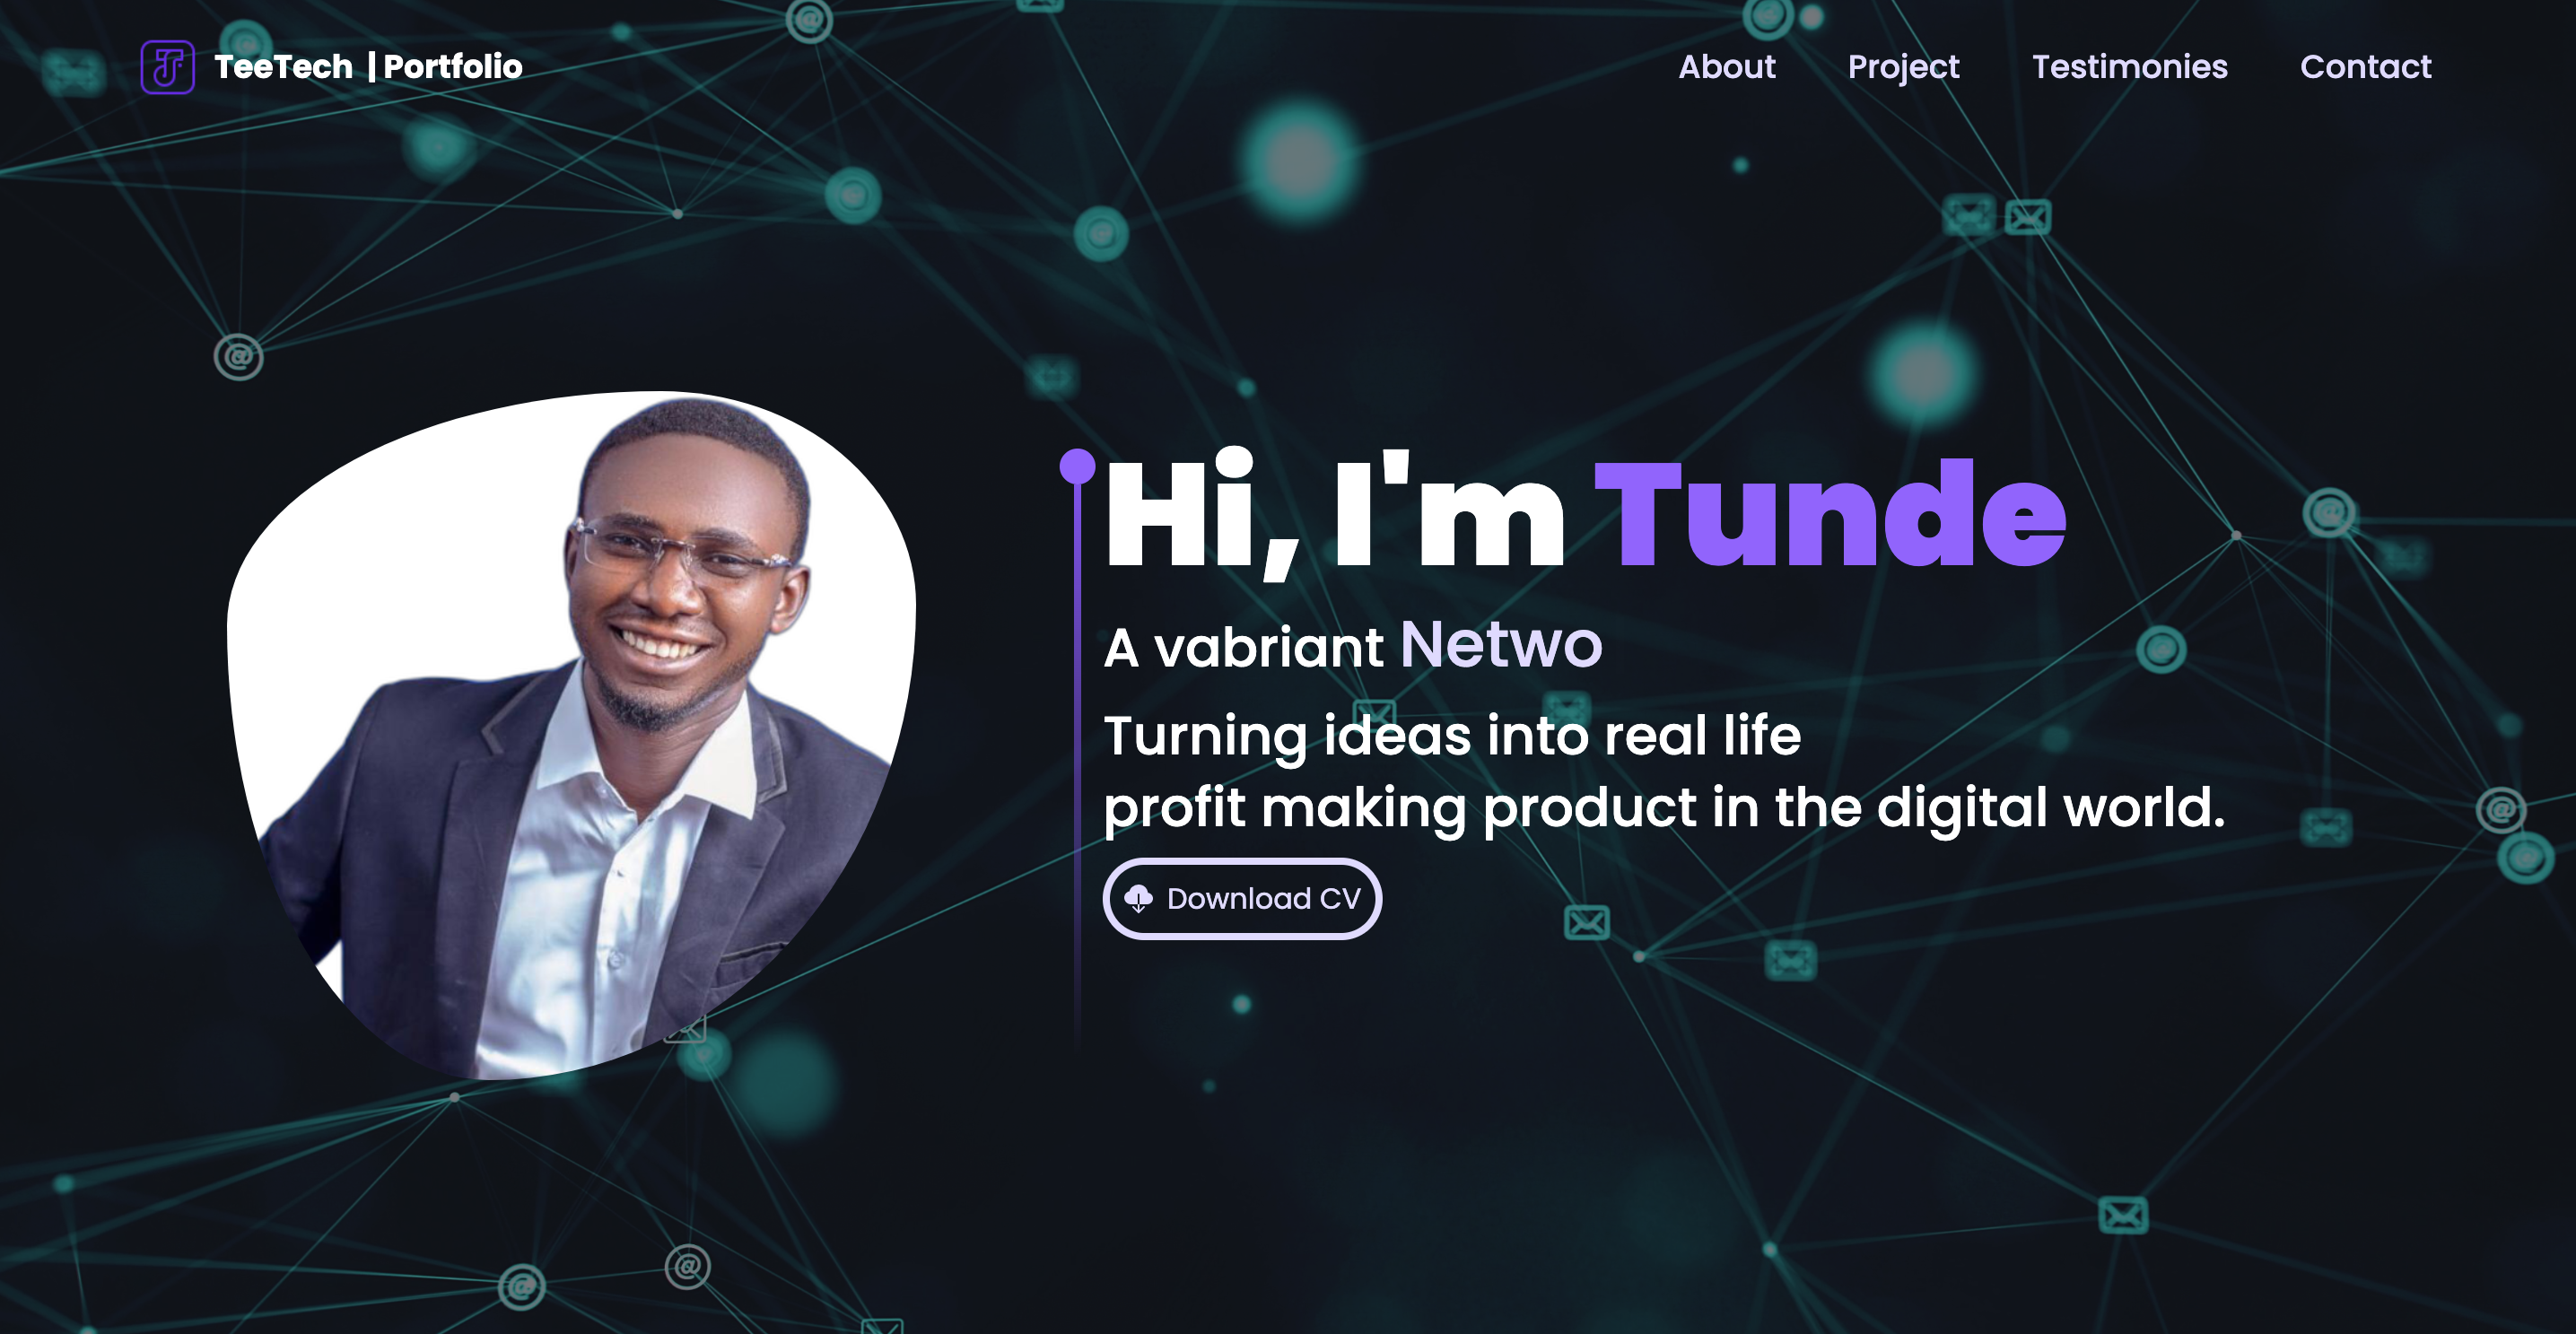 TeeTech | Portfolio
About Project Testimonies Contact
Hi, I'm Tunde
A vabriant Netwo
Turning ideas into real life
profit making product in the digital world.
Download CV